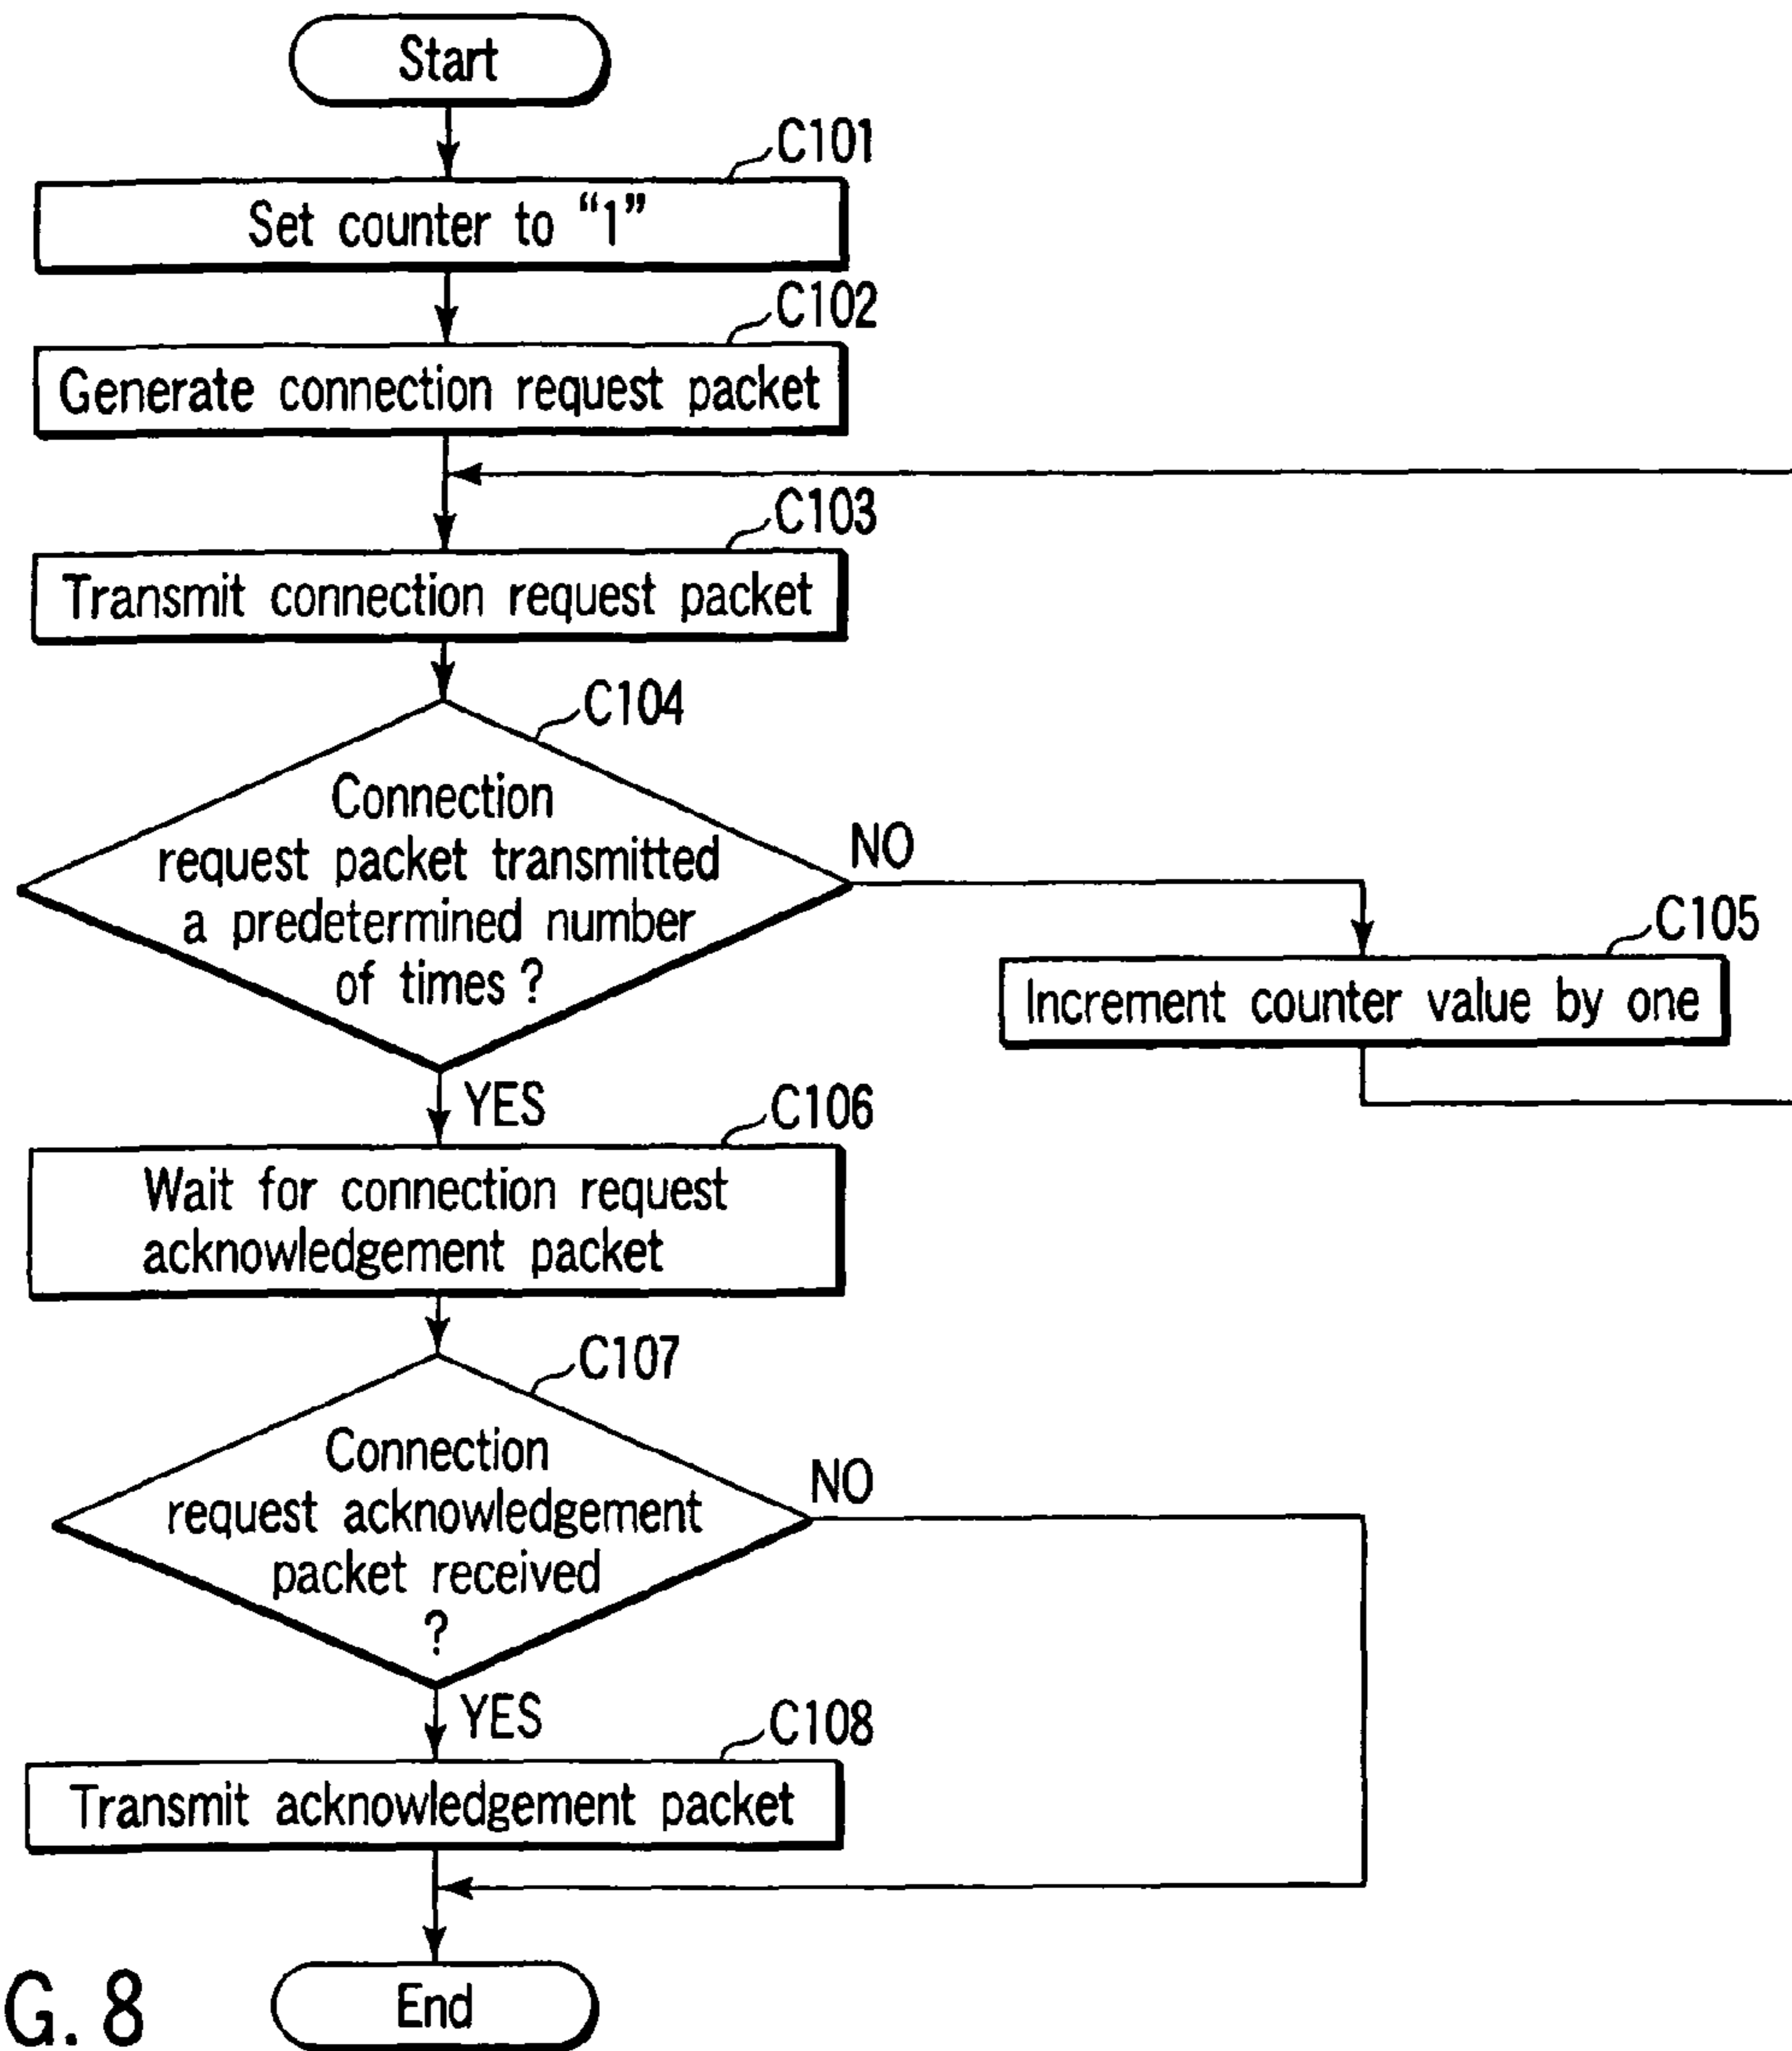 Start
C101
Set counter to “1”
C102
Generate connection request packet
C103
Transmit connection request packet
C104
Connection
request packet transmitted
a predetermined number
of times ?
NO
C105
Increment counter value by one
YES
C106
Wait for connection request
acknowledgement packet
C107
Connection
request acknowledgement
packet received
?
NO
YES
C108
Transmit acknowledgement packet
End
G. 8